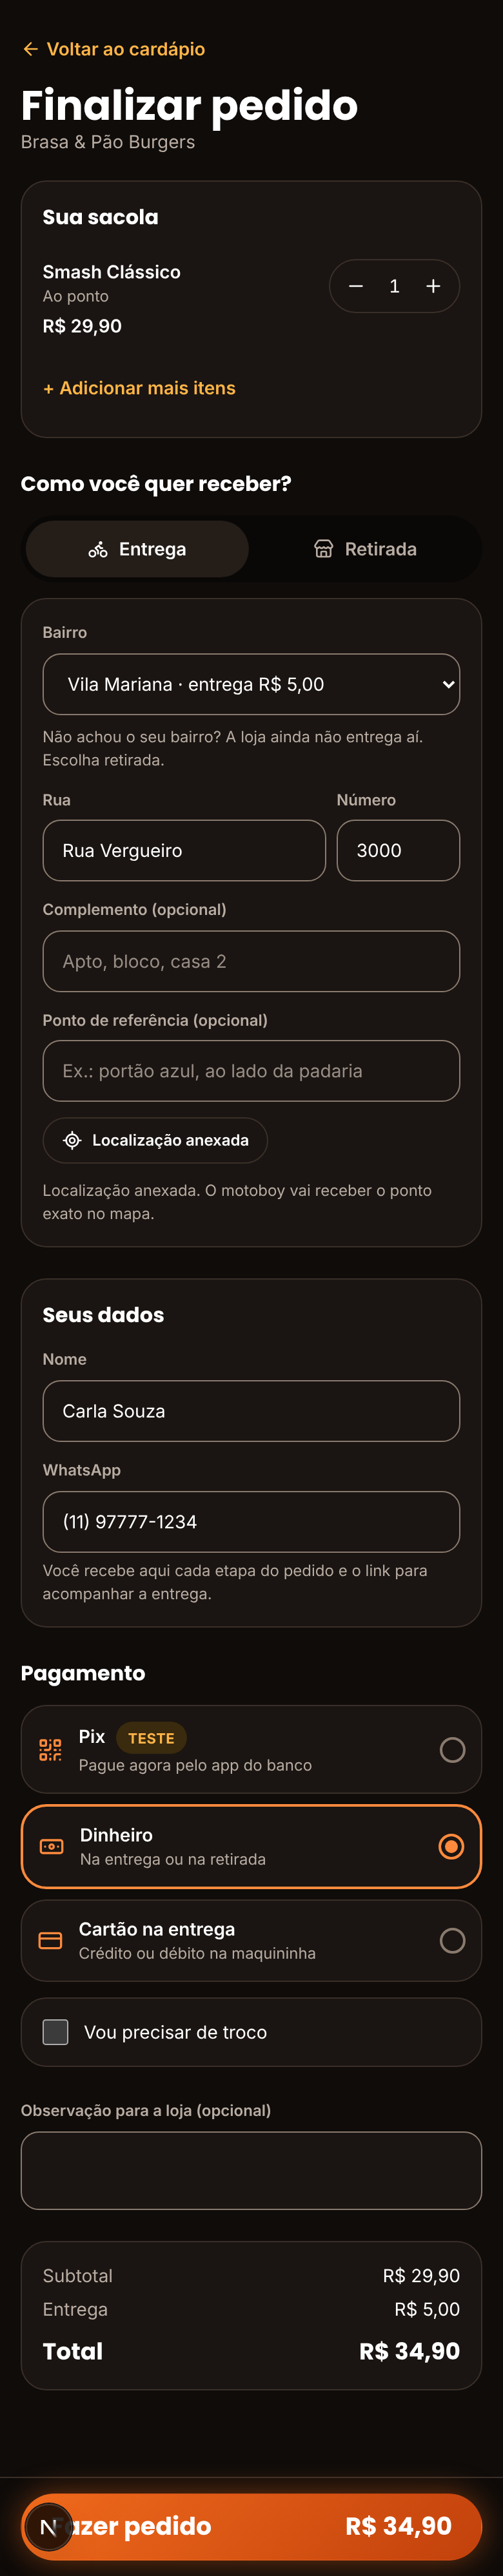 Voltar ao cardápio
Finalizar pedido
Brasa & Pão Burgers
Sua sacola
Smash Clássico
Ao ponto
R$ 29,90
1
+ Adicionar mais itens
Como você quer receber?
Entrega
Retirada
Bairro
Vila Mariana · entrega R$ 5,00
Não achou o seu bairro? A loja ainda não entrega aí.
Escolha retirada.
Rua
Número
Rua Vergueiro
3000
Complemento (opcional)
Apto, bloco, casa 2
Ponto de referência (opcional)
Ex.: portão azul, ao lado da padaria
Localização anexada
Localização anexada. O motoboy vai receber o ponto
exato no mapa.
Seus dados
Nome
Carla Souza
WhatsApp
(11) 97777-1234
Você recebe aqui cada etapa do pedido e o link para
acompanhar a entrega.
Pagamento
Pix TESTE
Pague agora pelo app do banco
Dinheiro
Na entrega ou na retirada
Cartão na entrega
Crédito ou débito na maquininha
Vou precisar de troco
Observação para a loja (opcional)
Subtotal R$ 29,90
Entrega R$ 5,00
Total R$ 34,90
N
Fazer pedido R$ 34,90